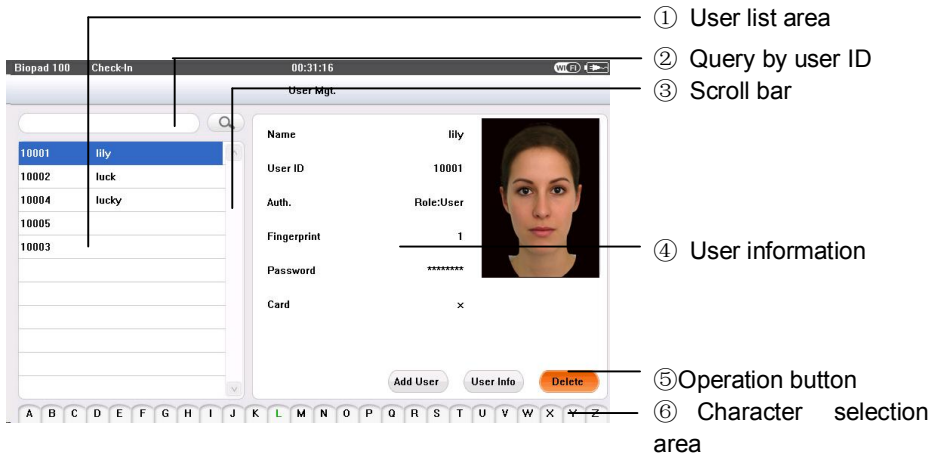 ① User list area
② Query by user ID
③ Scroll bar
Biopad 100 Check-In 00:31:16 WI FI
User Mgt.
10001 lily
10002 luck
10004 lucky
10005
10003
Name lily
User ID 10001
Auth. Role:User
Fingerprint 1
Password ********
Card ×
④ User information
Add User User Info Delete
⑤Operation button
A B C D E F G H I J K L M N O P Q R S T U V W X Y Z
⑥ Character selection
area